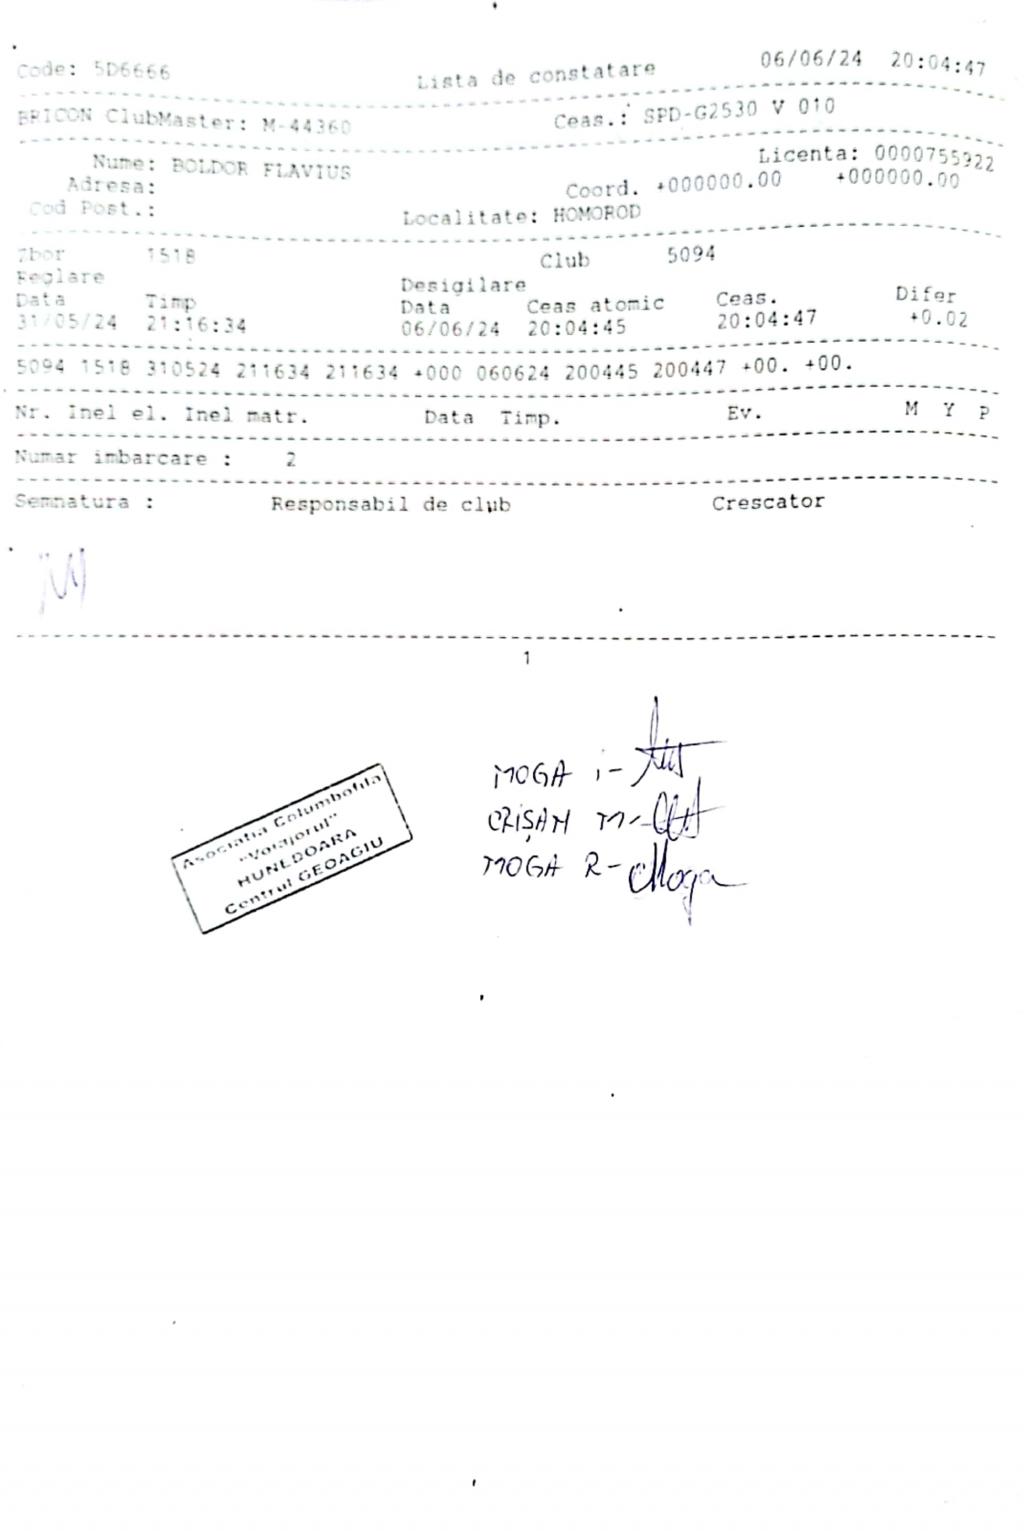 Code: 5D6666 Lista de constatare 06/06/24 20:04:47
BRICON ClubMaster: M-44360 Ceas.: SPD-G2530 V 010
Nume: BOLDOR FLAVIUS Licenta: 0000755922
Adresa: Coord. +000000.00 +000000.00
Cod Post.: Localitate: HOMOROD
Zbor 1518 Club 5094
Reglare Desigilare
Data Timp Data Ceas atomic Ceas. Difer
31/05/24 21:16:34 06/06/24 20:04:45 20:04:47 +0.02
5094 1518 310524 211634 211634 +000 060624 200445 200447 +00. +00.
Nr. Inel el. Inel matr. Data Timp. Ev. M Y P
Numar imbarcare : 2
Semnatura : Responsabil de club Crescator
1
MOGA i-
CRIŞAN M-
MOGA R- Moga
Asociatia Columbofila
"Voiajorul"
HUNEDOARA
Centrul GEOAGIU